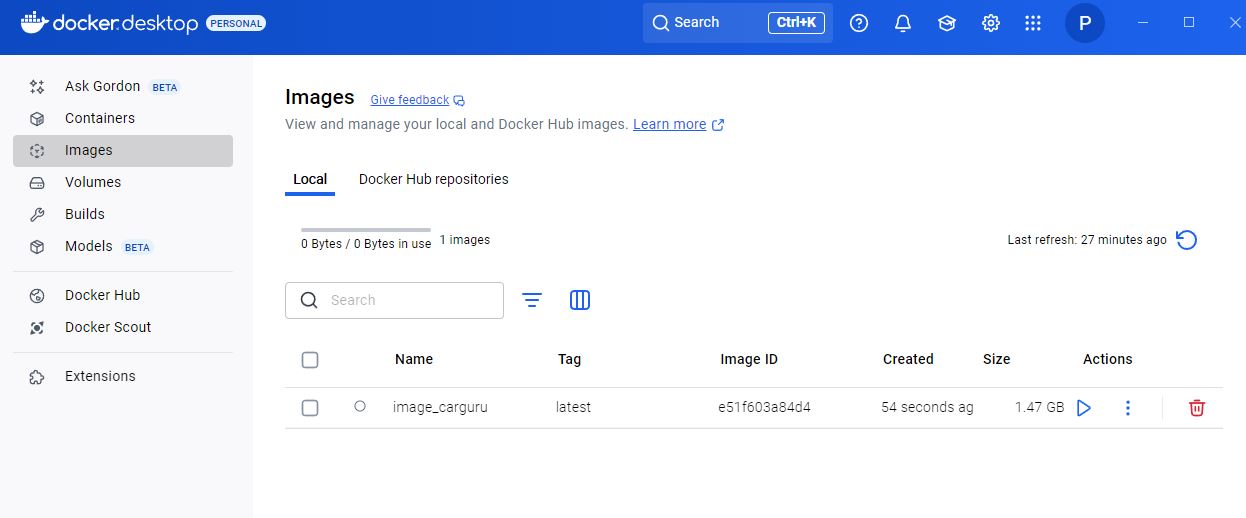 docker.desktop PERSONAL Search Ctrl+K P
Ask Gordon BETA
Containers
Images
Volumes
Builds
Models BETA
Docker Hub
Docker Scout
Extensions
Images Give feedback
View and manage your local and Docker Hub images. Learn more
Local Docker Hub repositories
0 Bytes / 0 Bytes in use 1 images Last refresh: 27 minutes ago
Search
Name Tag Image ID Created Size Actions
image_carguru latest e51f603a84d4 54 seconds ag 1.47 GB